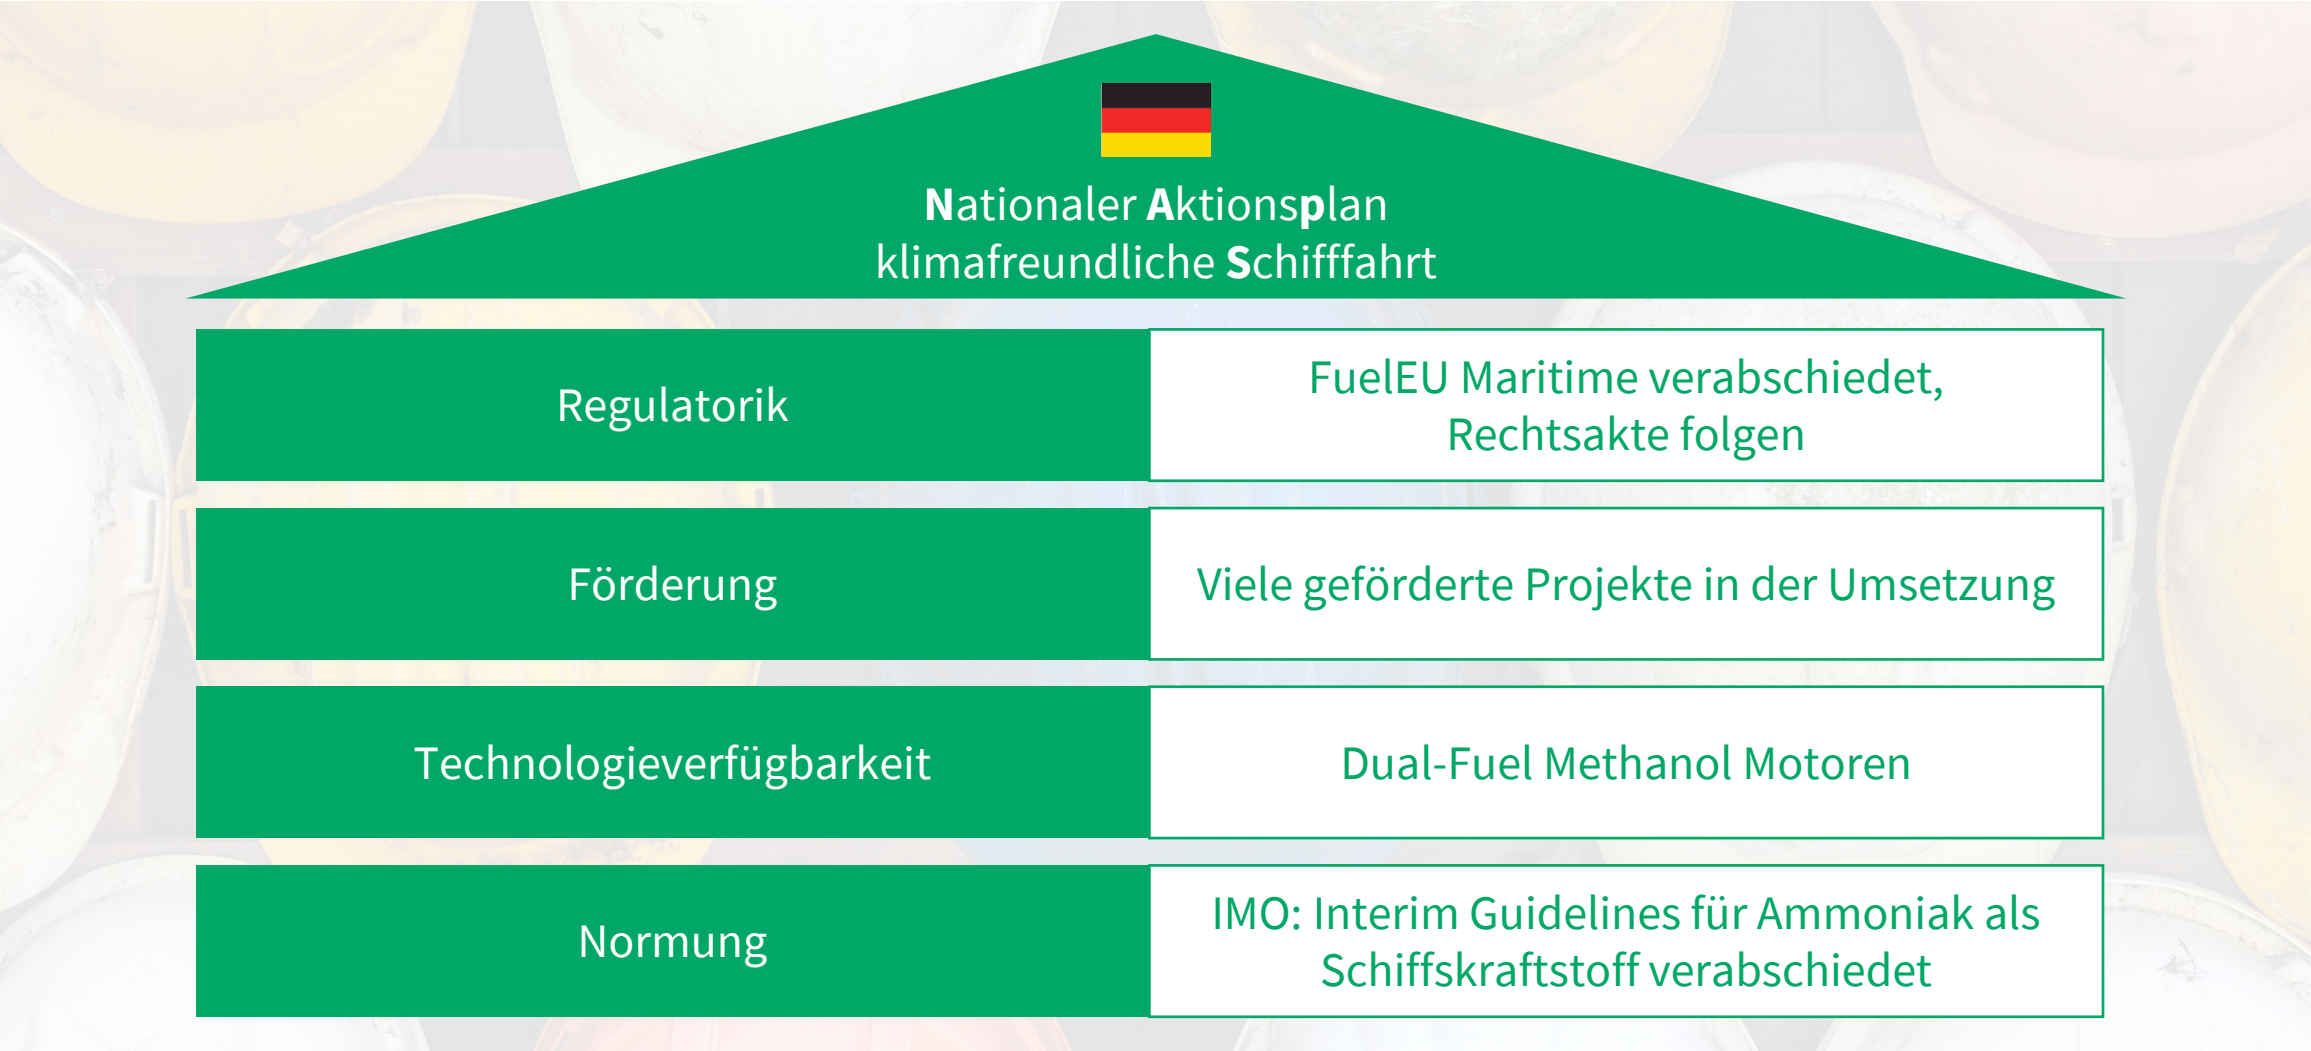 Nationaler Aktionsplan
klimafreundliche Schifffahrt
Regulatorik
FuelEU Maritime verabschiedet,
Rechtsakte folgen
Förderung
Viele geförderte Projekte in der Umsetzung
Technologieverfügbarkeit
Dual-Fuel Methanol Motoren
Normung
IMO: Interim Guidelines für Ammoniak als
Schiffskraftstoff verabschiedet